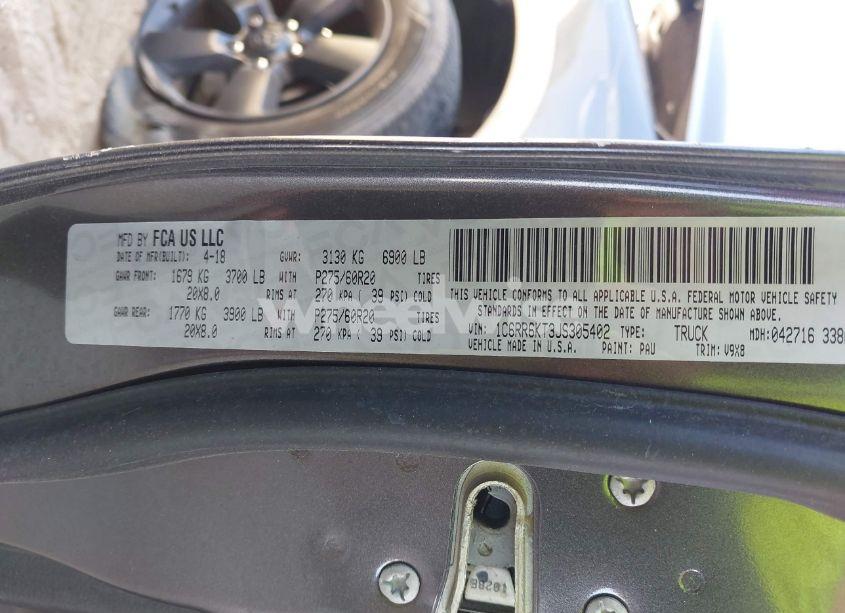 MFD BY FCA US LLC
DATE OF MFR(BUILT): 4-18 GVWR: 3130 KG 6900 LB
GAWR FRONT: 1679 KG 3700 LB WITH P275/60R20 TIRES
20X8.0 RIMS AT 270 KPA ( 39 PSI) COLD
GAWR REAR: 1770 KG 3900 LB WITH P275/60R20 TIRES
20X8.0 RIMS AT 270 KPA ( 39 PSI) COLD
THIS VEHICLE CONFORMS TO ALL APPLICABLE U.S.A. FEDERAL MOTOR VEHICLE SAFETY
STANDARDS IN EFFECT ON THE DATE OF MANUFACTURE SHOWN ABOVE.
VIN: 1C6RR6KT3JS305402 TYPE: TRUCK MDH:042716 338
VEHICLE MADE IN U.S.A. PAINT: PAU TRIM: V9X8